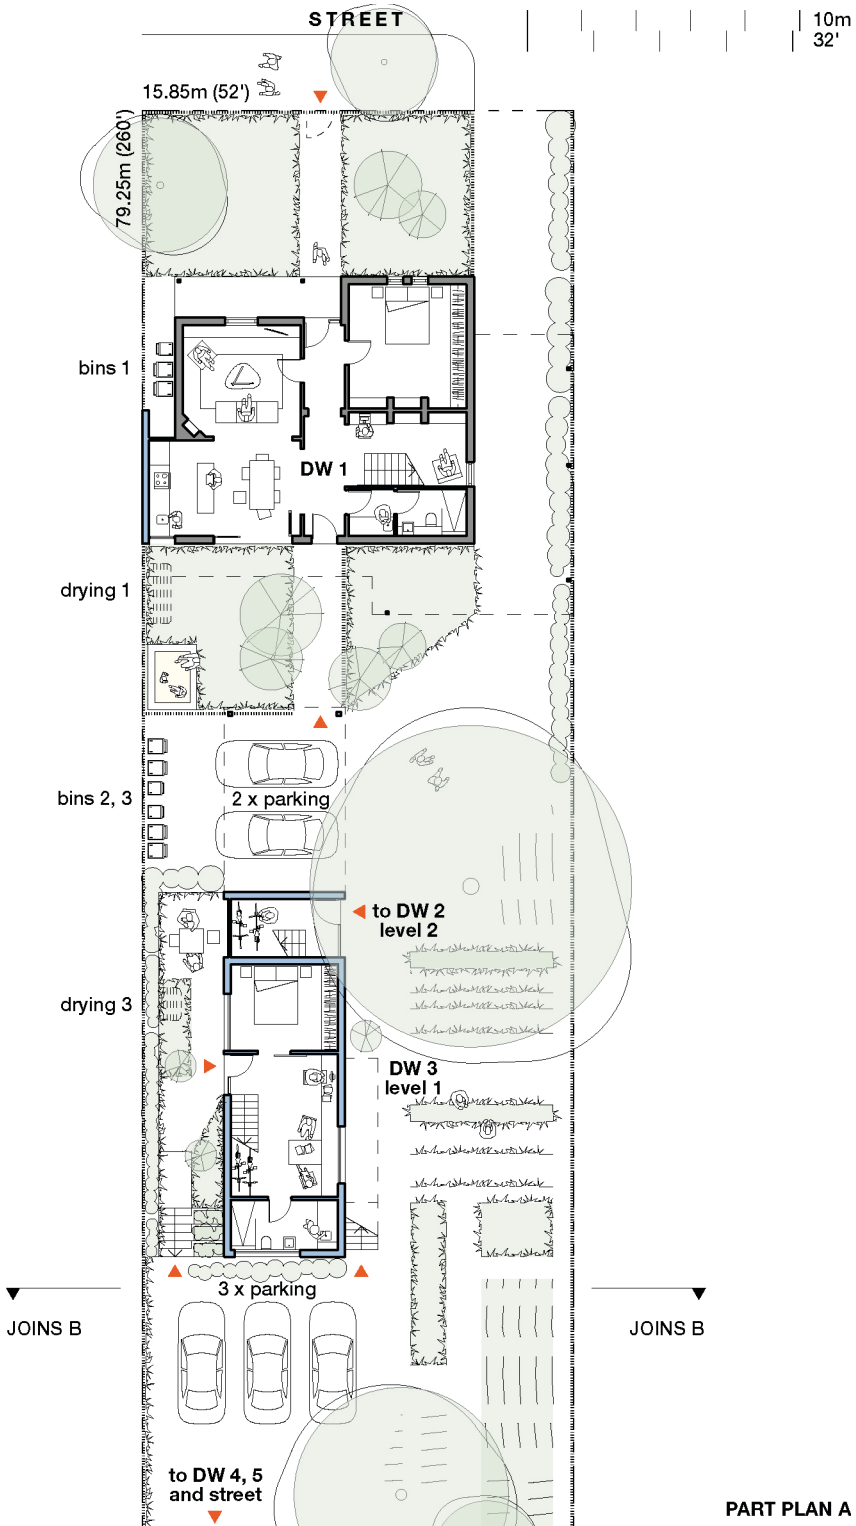 STREET
10m
32'
15.85m (52')
79.25m (260')
bins 1
DW 1
drying 1
bins 2, 3
2 x parking
to DW 2
level 2
drying 3
DW 3
level 1
3 x parking
JOINS B
JOINS B
to DW 4, 5
and street
PART PLAN A